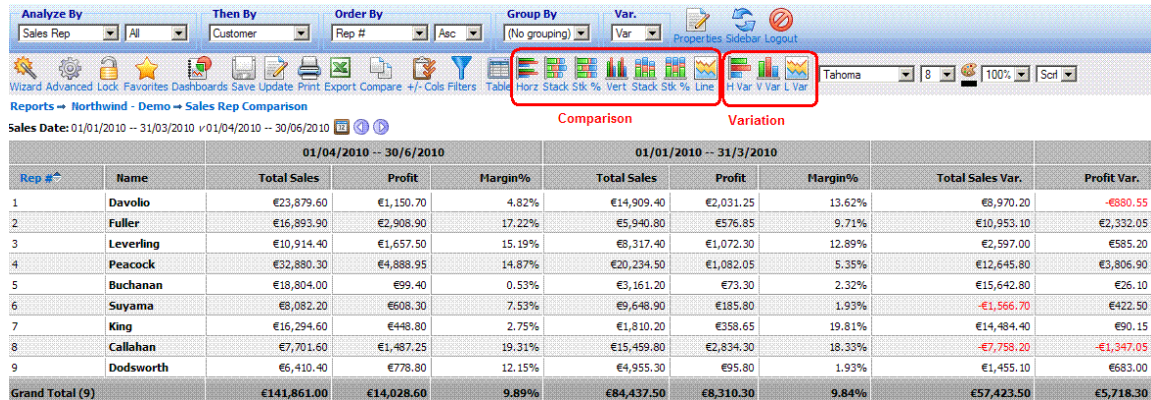 Analyze By Then By Order By Group By Var.
Sales Rep All Customer Rep # Asc (No grouping) Var Properties Sidebar Logout
Wizard Advanced Lock Favorites Dashboards Save Update Print Export Compare +/- Cols Filters Table Horz Stack Stk % Vert Stack Stk % Line H Var V Var L Var Tahoma 8 100% Scrl
Reports → Northwind - Demo → Sales Rep Comparison
Comparison Variation
Sales Date: 01/01/2010 -- 31/03/2010 v 01/04/2010 -- 30/06/2010
01/04/2010 -- 30/6/2010 01/01/2010 -- 31/3/2010
Rep # Name Total Sales Profit Margin% Total Sales Profit Margin% Total Sales Var. Profit Var.
1 Davolio €23,879.60 €1,150.70 4.82% €14,909.40 €2,031.25 13.62% €8,970.20 -€880.55
2 Fuller €16,893.90 €2,908.90 17.22% €5,940.80 €576.85 9.71% €10,953.10 €2,332.05
3 Leverling €10,914.40 €1,657.50 15.19% €8,317.40 €1,072.30 12.89% €2,597.00 €585.20
4 Peacock €32,880.30 €4,888.95 14.87% €20,234.50 €1,082.05 5.35% €12,645.80 €3,806.90
5 Buchanan €18,804.00 €99.40 0.53% €3,161.20 €73.30 2.32% €15,642.80 €26.10
6 Suyama €8,082.20 €608.30 7.53% €9,648.90 €185.80 1.93% -€1,566.70 €422.50
7 King €16,294.60 €448.80 2.75% €1,810.20 €358.65 19.81% €14,484.40 €90.15
8 Callahan €7,701.60 €1,487.25 19.31% €15,459.80 €2,834.30 18.33% -€7,758.20 -€1,347.05
9 Dodsworth €6,410.40 €778.80 12.15% €4,955.30 €95.80 1.93% €1,455.10 €683.00
Grand Total (9) €141,861.00 €14,028.60 9.89% €84,437.50 €8,310.30 9.84% €57,423.50 €5,718.30